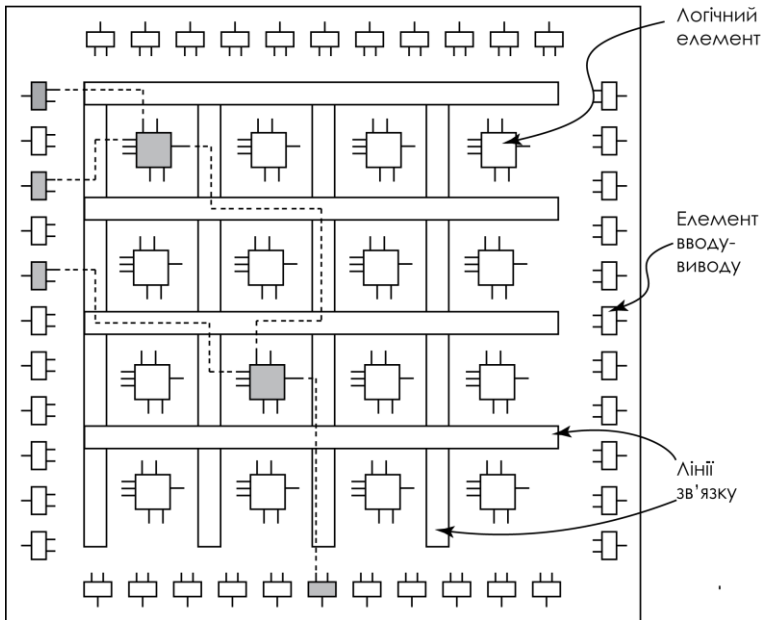 Логічний
елемент
Елемент
вводу-
виводу
Лінії
зв’язку